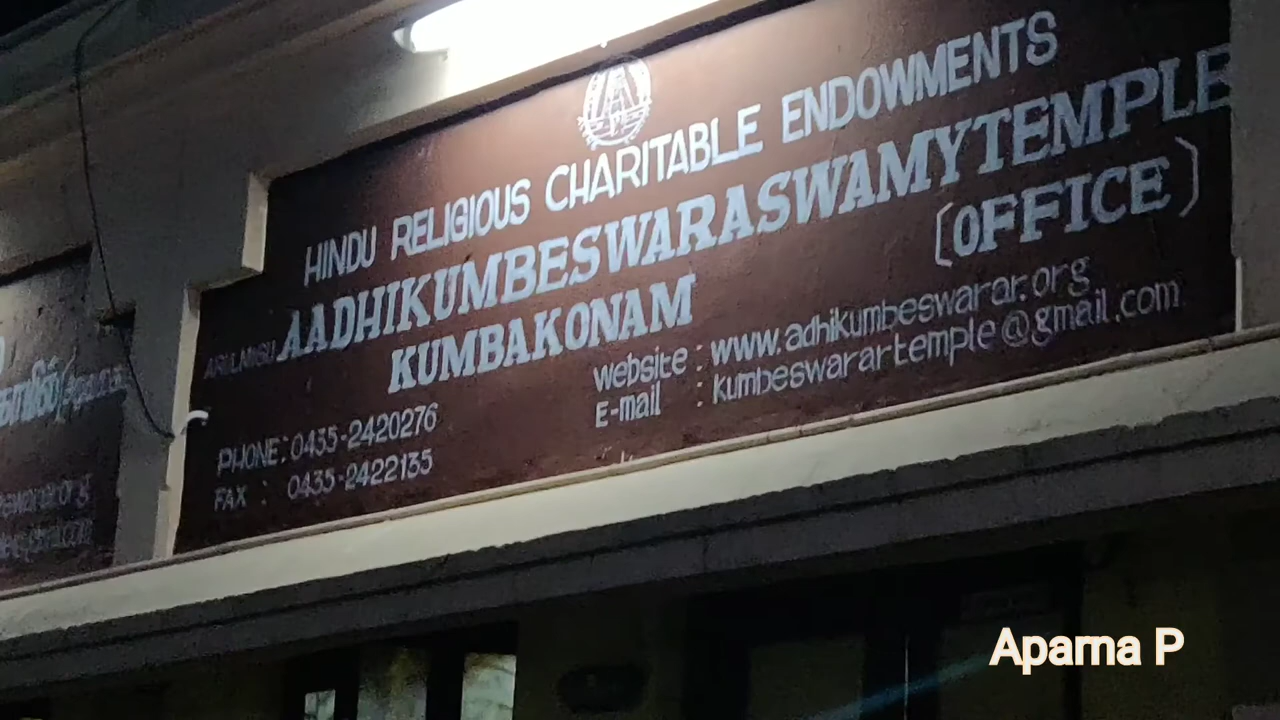 HINDU RELIGIOUS CHARITABLE ENDOWMENTS
ARULMIGU AADHIKUMBESWARASWAMYTEMPLE
KUMBAKONAM
(OFFICE)
PHONE: 0435-2420276
FAX : 0435-2422135
website : www.adhikumbeswarar.org
E-mail : kumbeswarartemple@gmail.com
Aparna P